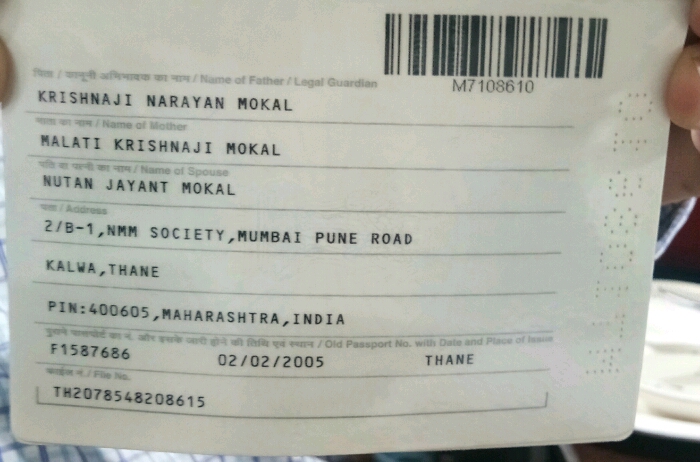 M7108610
पिता / कानूनी अभिभावक का नाम / Name of Father / Legal Guardian
KRISHNAJI NARAYAN MOKAL
माता का नाम / Name of Mother
MALATI KRISHNAJI MOKAL
पति या पत्नी का नाम / Name of Spouse
NUTAN JAYANT MOKAL
पता / Address
2/B-1,NMM SOCIETY,MUMBAI PUNE ROAD
KALWA,THANE
PIN:400605,MAHARASHTRA,INDIA
पुराने पासपोर्ट का नं. और इसके जारी होने की तिथि एवं स्थान / Old Passport No. with Date and Place of Issue
F1587686 02/02/2005 THANE
फाईल नं. / File No.
TH2078548208615